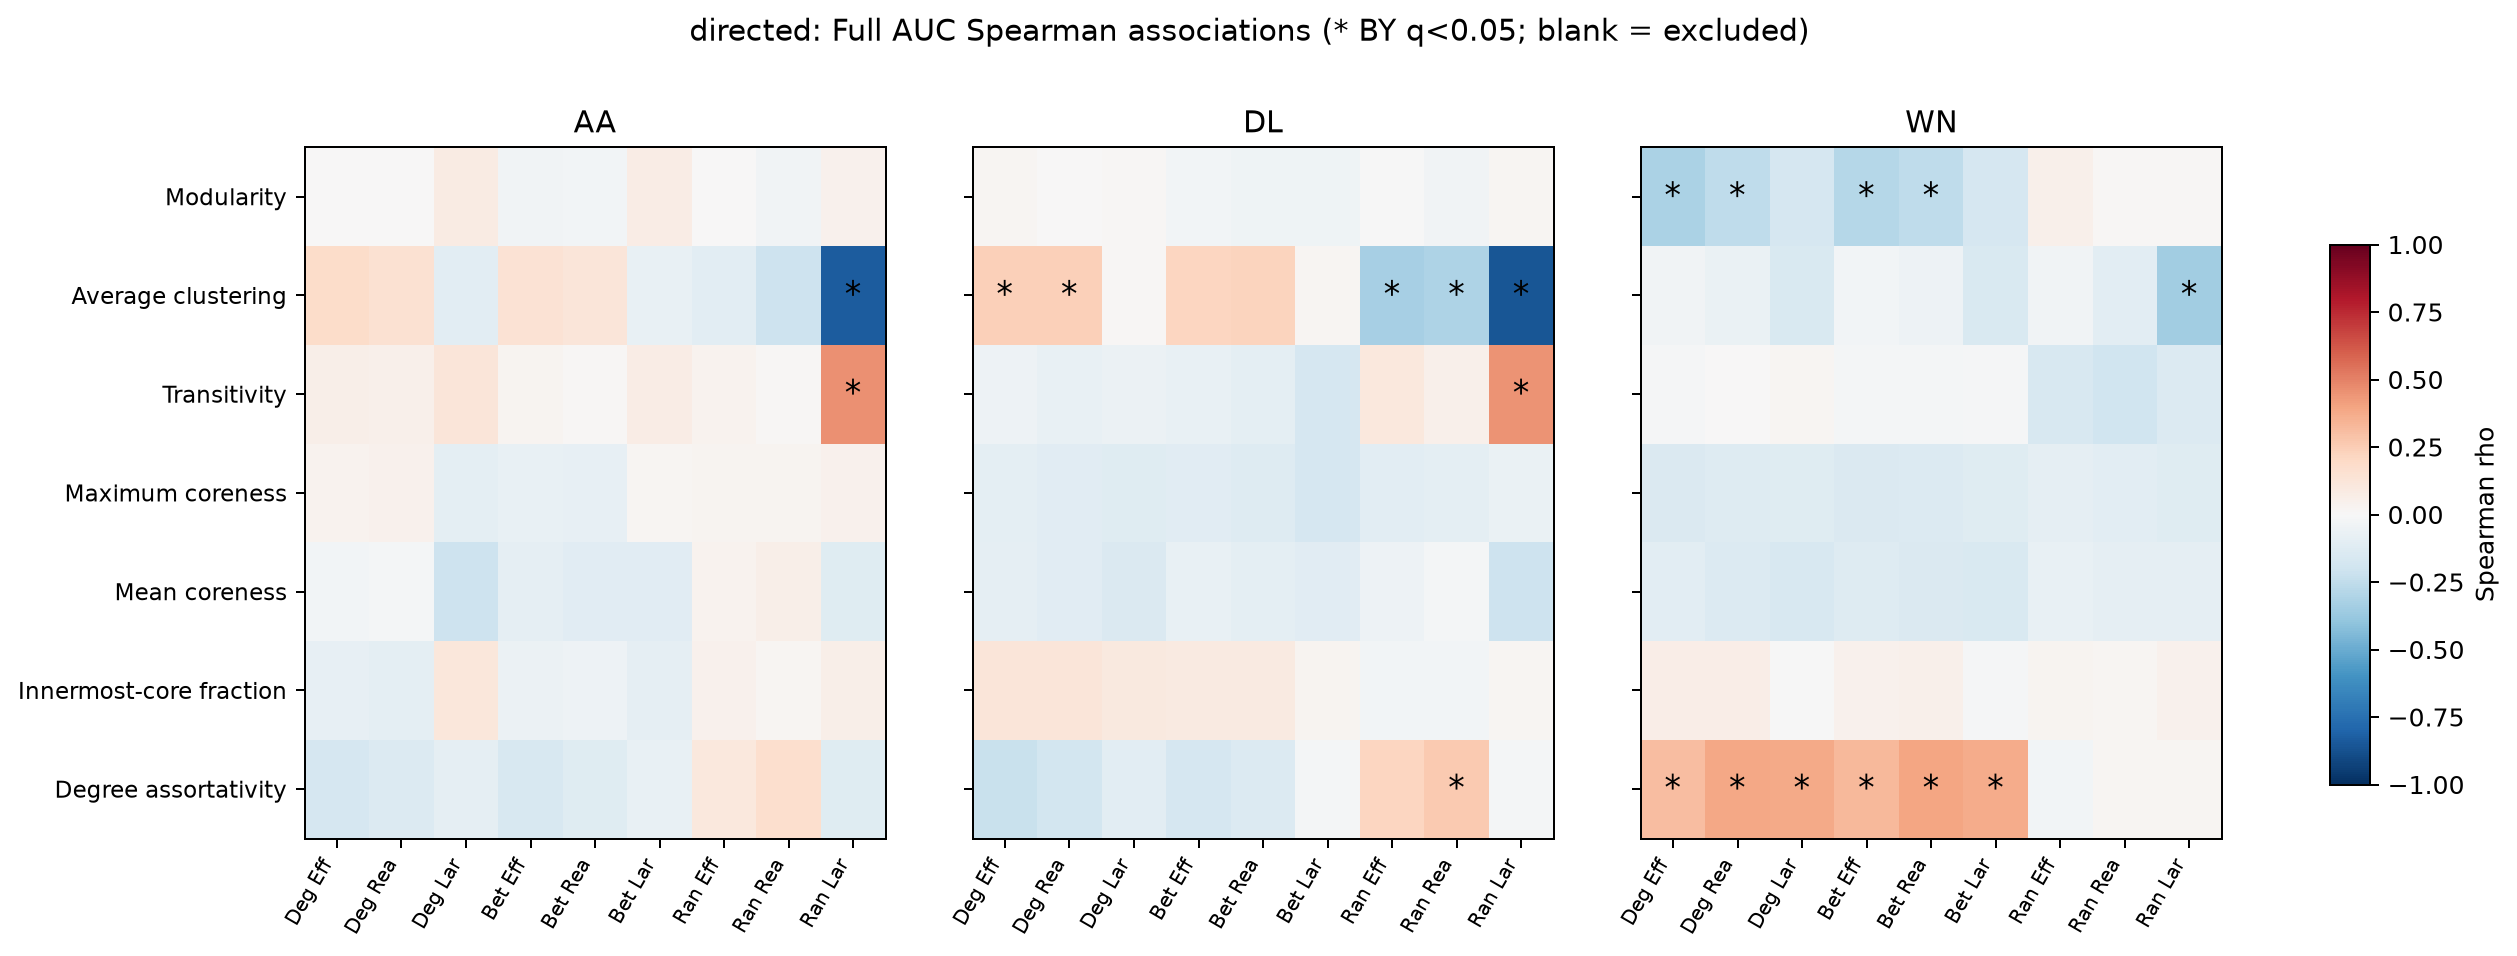 directed: Full AUC Spearman associations (* BY q<0.05; blank = excluded)
AA
DL
WN
Modularity
* * * *
Average clustering
* * * * * * *
Transitivity
* *
Maximum coreness
Mean coreness
Innermost-core fraction
Degree assortativity
* * * * * * *
Deg Eff
Deg Rea
Deg Lar
Bet Eff
Bet Rea
Bet Lar
Ran Eff
Ran Rea
Ran Lar
Deg Eff
Deg Rea
Deg Lar
Bet Eff
Bet Rea
Bet Lar
Ran Eff
Ran Rea
Ran Lar
Deg Eff
Deg Rea
Deg Lar
Bet Eff
Bet Rea
Bet Lar
Ran Eff
Ran Rea
Ran Lar
1.00
0.75
0.50
0.25
0.00
−0.25
−0.50
−0.75
−1.00
Spearman rho